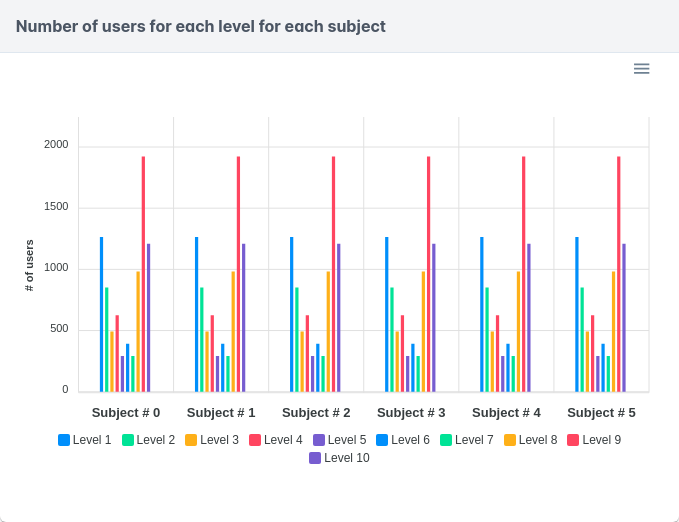 Number of users for each level for each subject
2000
1500
1000
500
0
# of users
Subject # 0 Subject # 1 Subject # 2 Subject # 3 Subject # 4 Subject # 5
Level 1 Level 2 Level 3 Level 4 Level 5 Level 6 Level 7 Level 8 Level 9
Level 10